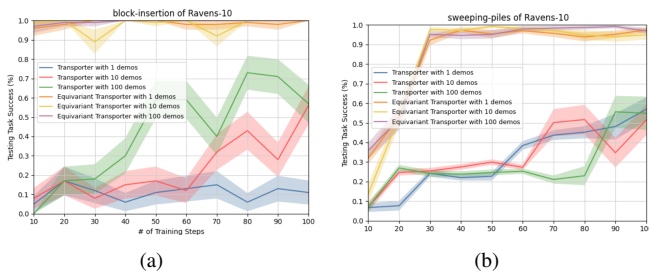 block-insertion of Ravens-10
Testing Task Success (%)
1.0
0.9
0.8
0.7
0.6
0.5
0.4
0.3
0.2
0.1
0.0
Transporter with 1 demos
Transporter with 10 demos
Transporter with 100 demos
Equivariant Transporter with 1 demos
Equivariant Transporter with 10 demos
Equivariant Transporter with 100 demos
10 20 30 40 50 60 70 80 90 100
# of Training Steps
(a)
sweeping-piles of Ravens-10
Testing Task Success (%)
1.0
0.9
0.8
0.7
0.6
0.5
0.4
0.3
0.2
0.1
0.0
Transporter with 1 demos
Transporter with 10 demos
Trporter with 100 demos
Equivariant Transporter with 1 demos
Equivariant Transporter with 10 demos
Equivariant Transporter with 100 demos
10 20 30 40 50 60 70 80 90 100
# of Training Steps
(b)